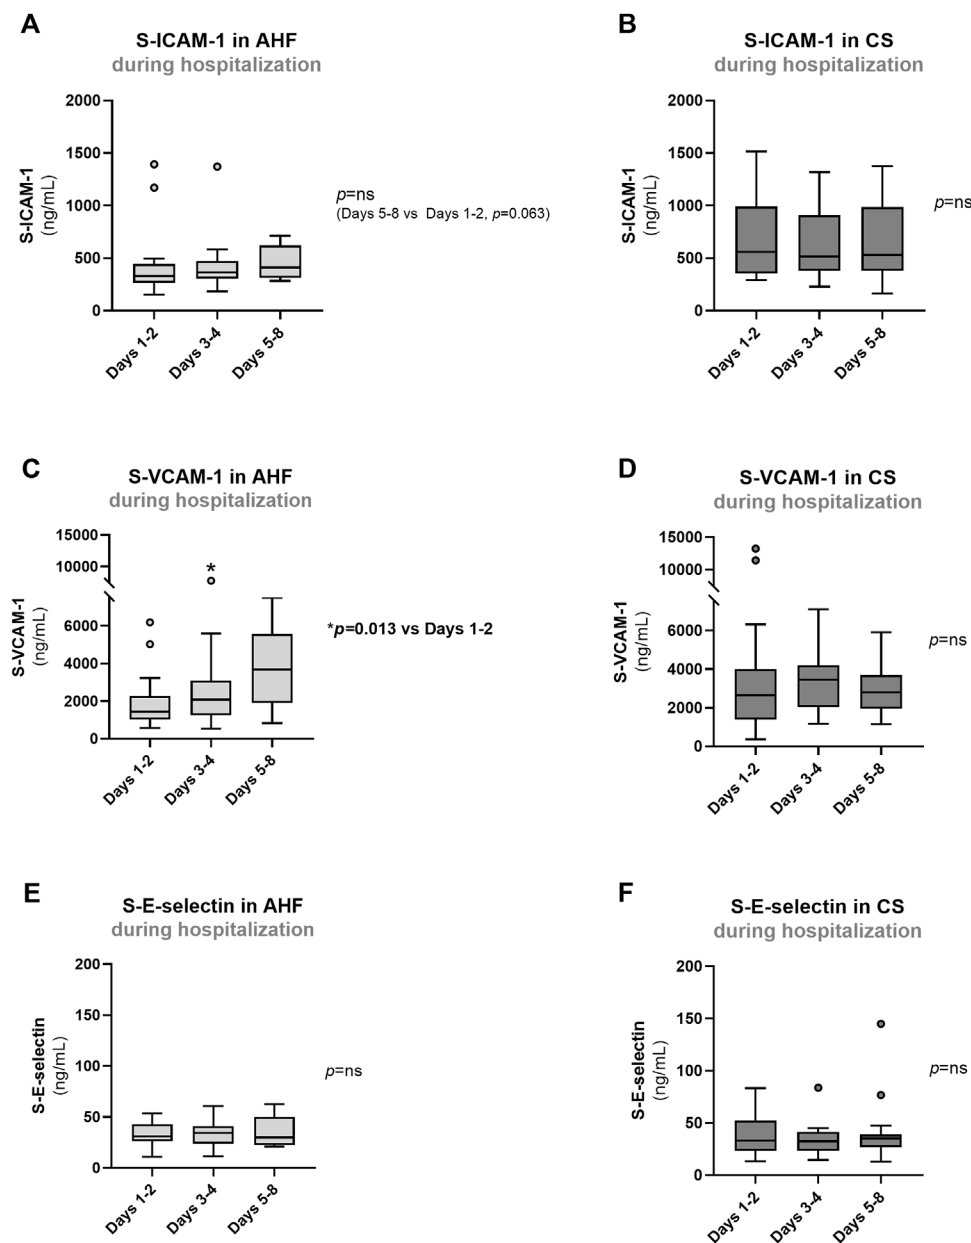 A
S-ICAM-1 in AHF
during hospitalization
S-ICAM-1
(ng/mL)
2000
1500
1000
500
0
Days 1-2
Days 3-4
Days 5-8
p=ns
(Days 5-8 vs Days 1-2, p=0.063)
B
S-ICAM-1 in CS
during hospitalization
S-ICAM-1
(ng/mL)
2000
1500
1000
500
0
Days 1-2
Days 3-4
Days 5-8
p=ns
C
S-VCAM-1 in AHF
during hospitalization
S-VCAM-1
(ng/mL)
15000
10000
6000
4000
2000
0
*
Days 1-2
Days 3-4
Days 5-8
*p=0.013 vs Days 1-2
D
S-VCAM-1 in CS
during hospitalization
S-VCAM-1
(ng/mL)
15000
10000
6000
4000
2000
0
Days 1-2
Days 3-4
Days 5-8
p=ns
E
S-E-selectin in AHF
during hospitalization
S-E-selectin
(ng/mL)
200
150
100
50
0
Days 1-2
Days 3-4
Days 5-8
p=ns
F
S-E-selectin in CS
during hospitalization
S-E-selectin
(ng/mL)
200
150
100
50
0
Days 1-2
Days 3-4
Days 5-8
p=ns